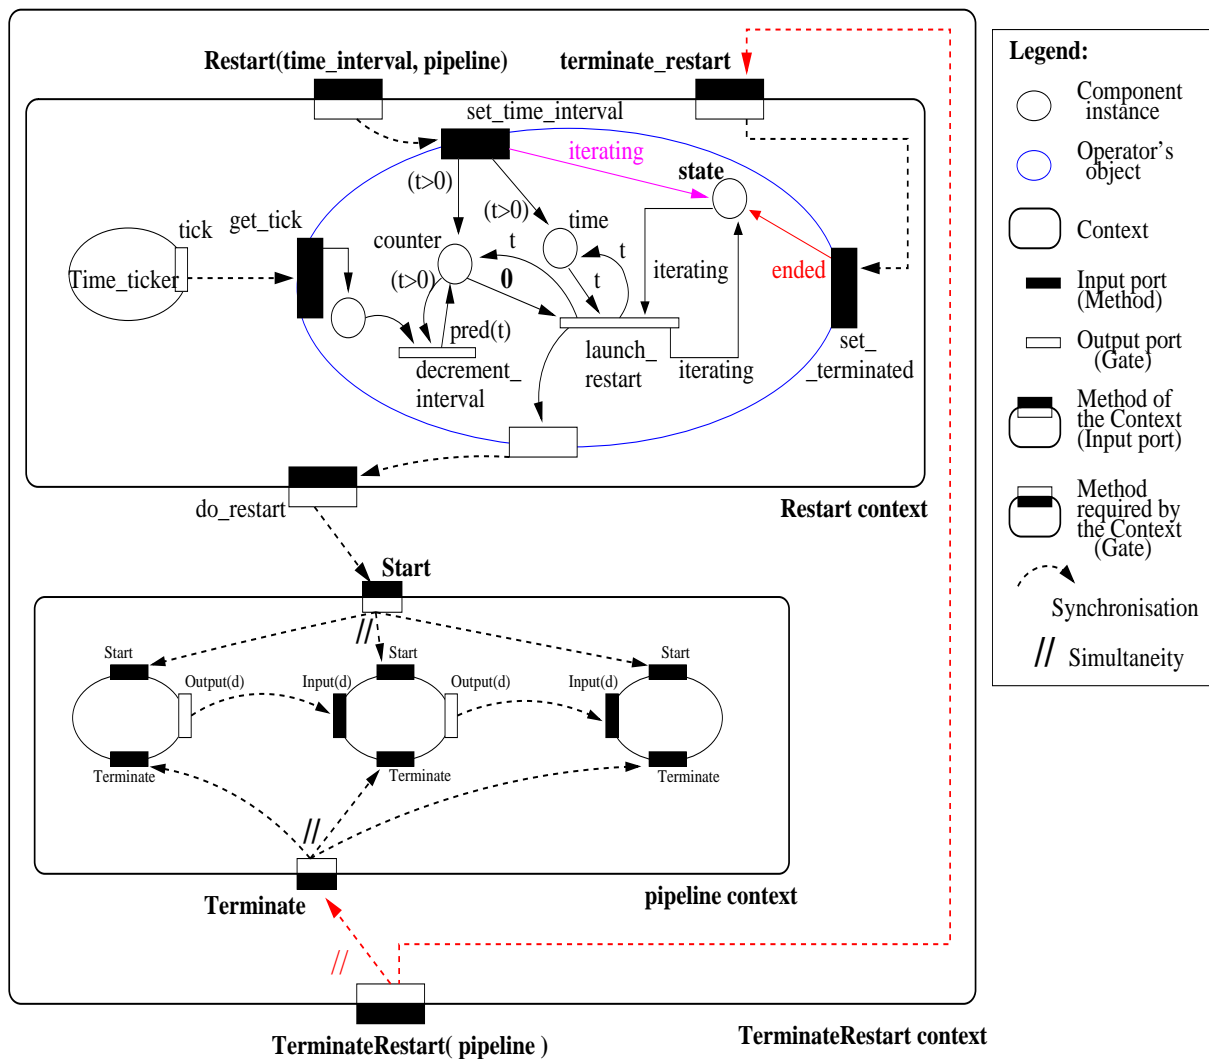 Restart(time_interval, pipeline)
terminate_restart
set_time_interval
iterating
state
(t>0)
(t>0)
time
tick
get_tick
counter
t
t
Time_ticker
(t>0)
0
t
iterating
ended
pred(t)
decrement_
interval
launch_
restart
iterating
set_
_terminated
do_restart
Restart context
Start
//
Start
Start
Start
Output(d)
Input(d)
Output(d)
Input(d)
Terminate
Terminate
Terminate
//
Terminate
pipeline context
//
TerminateRestart( pipeline )
TerminateRestart context
Legend:
Component
instance
Operator's
object
Context
Input port
(Method)
Output port
(Gate)
Method of
the Context
(Input port)
Method
required by
the Context
(Gate)
Synchronisation
// Simultaneity